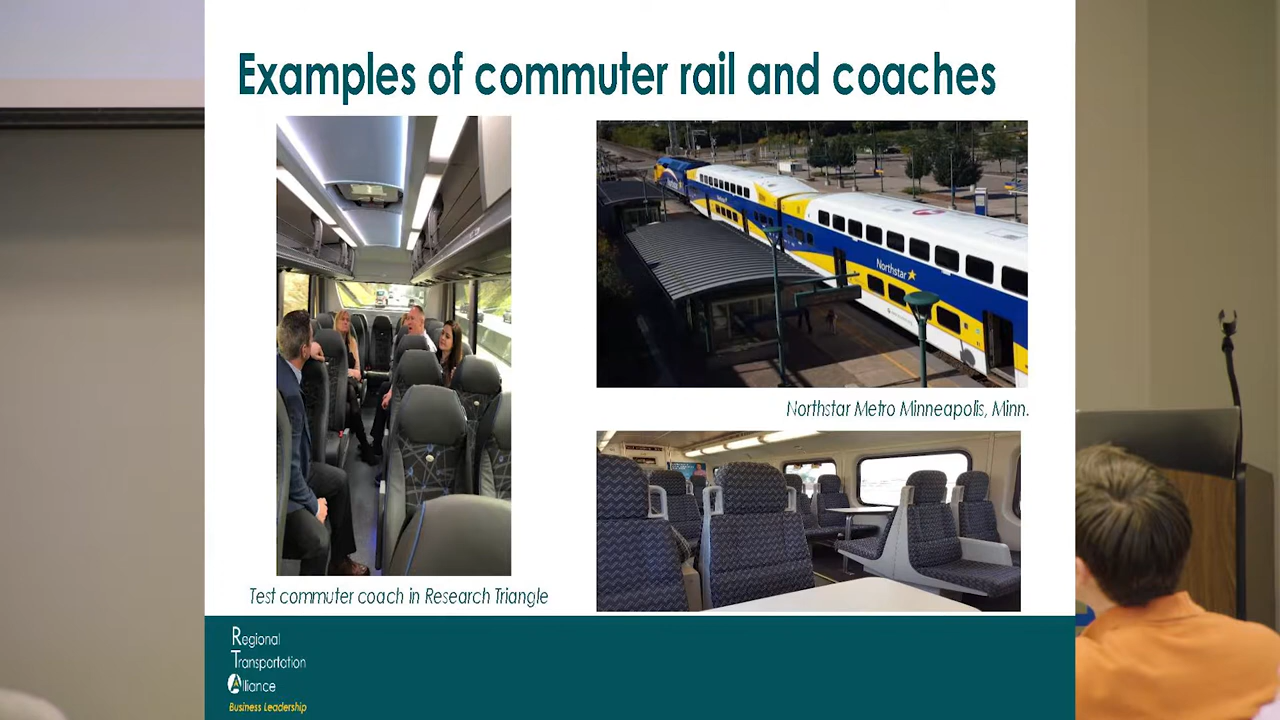 Examples of commuter rail and coaches
Northstar
Northstar Metro Minneapolis, Minn.
Test commuter coach in Research Triangle
Regional
Transportation
Alliance
Business Leadership